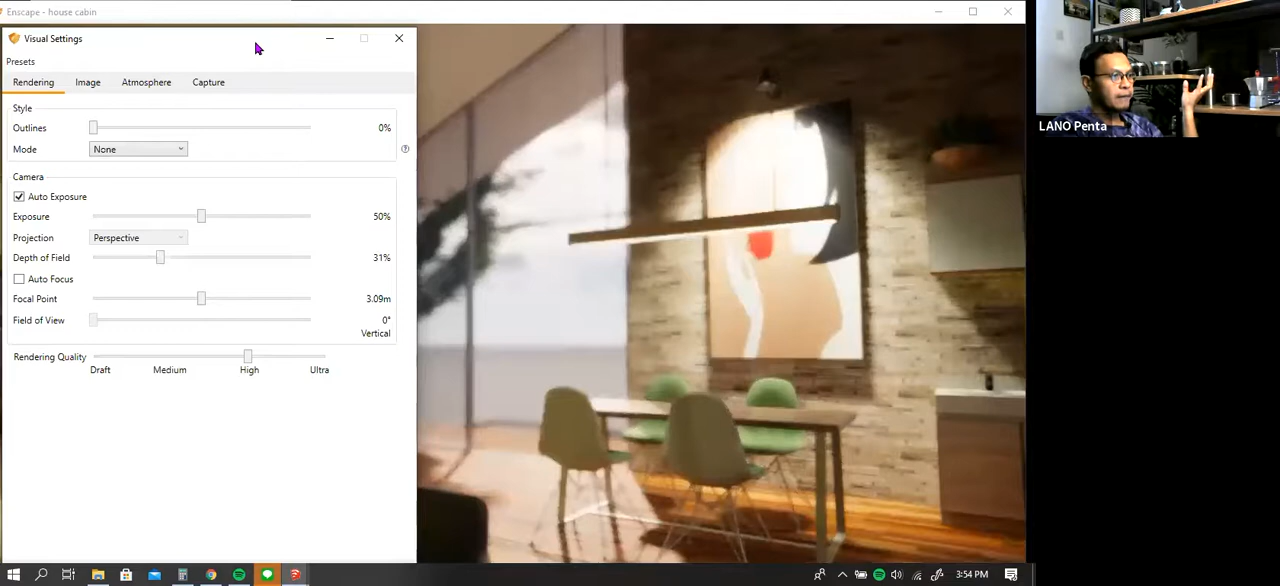 Enscape - house cabin
Visual Settings
Presets
Rendering Image Atmosphere Capture
Style
Outlines 0%
Mode None
Camera
Auto Exposure
Exposure 50%
Projection Perspective
Depth of Field 31%
Auto Focus
Focal Point 3.09m
Field of View 0°
Vertical
Rendering Quality
Draft Medium High Ultra
LANO Penta
3:54 PM